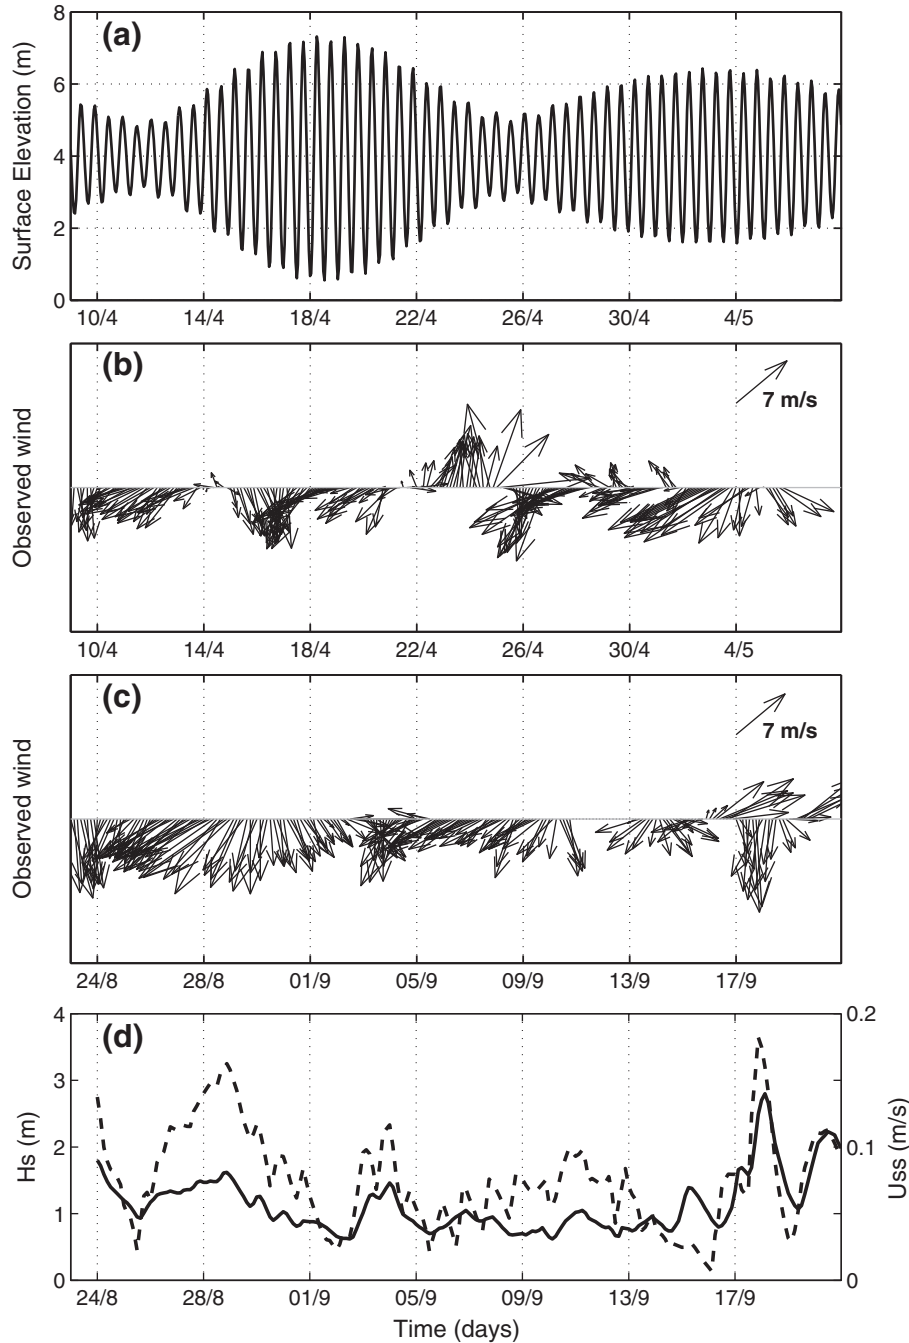 (a)
Surface Elevation (m)
8
6
4
2
0
10/4 14/4 18/4 22/4 26/4 30/4 4/5
(b)
Observed wind
7 m/s
10/4 14/4 18/4 22/4 26/4 30/4 4/5
(c)
Observed wind
7 m/s
24/8 28/8 01/9 05/9 09/9 13/9 17/9
(d)
Hs (m)
4
3
2
1
0
0.2
0.1
0
Uss (m/s)
24/8 28/8 01/9 05/9 09/9 13/9 17/9
Time (days)